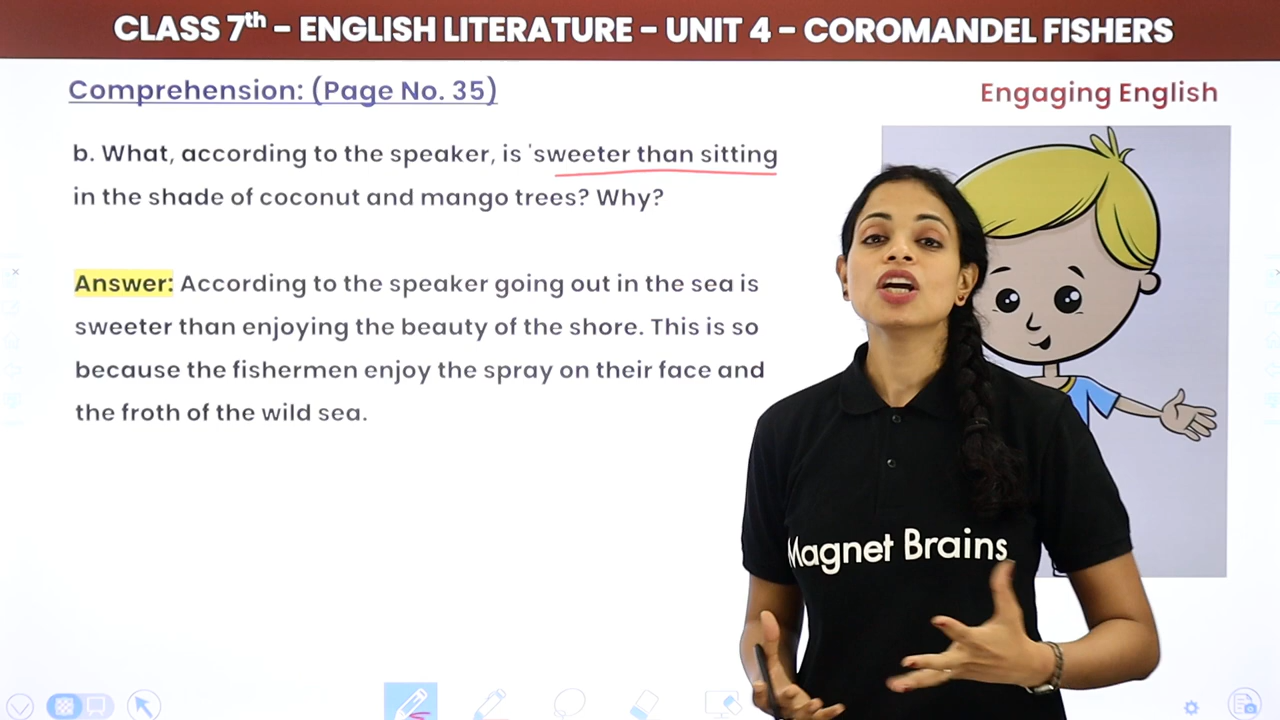 CLASS 7th - ENGLISH LITERATURE - UNIT 4 - COROMANDEL FISHERS
Comprehension: (Page No. 35)
Engaging English
b. What, according to the speaker, is 'sweeter than sitting
in the shade of coconut and mango trees? Why?
Answer: According to the speaker going out in the sea is
sweeter than enjoying the beauty of the shore. This is so
because the fishermen enjoy the spray on their face and
the froth of the wild sea.
Magnet Brains